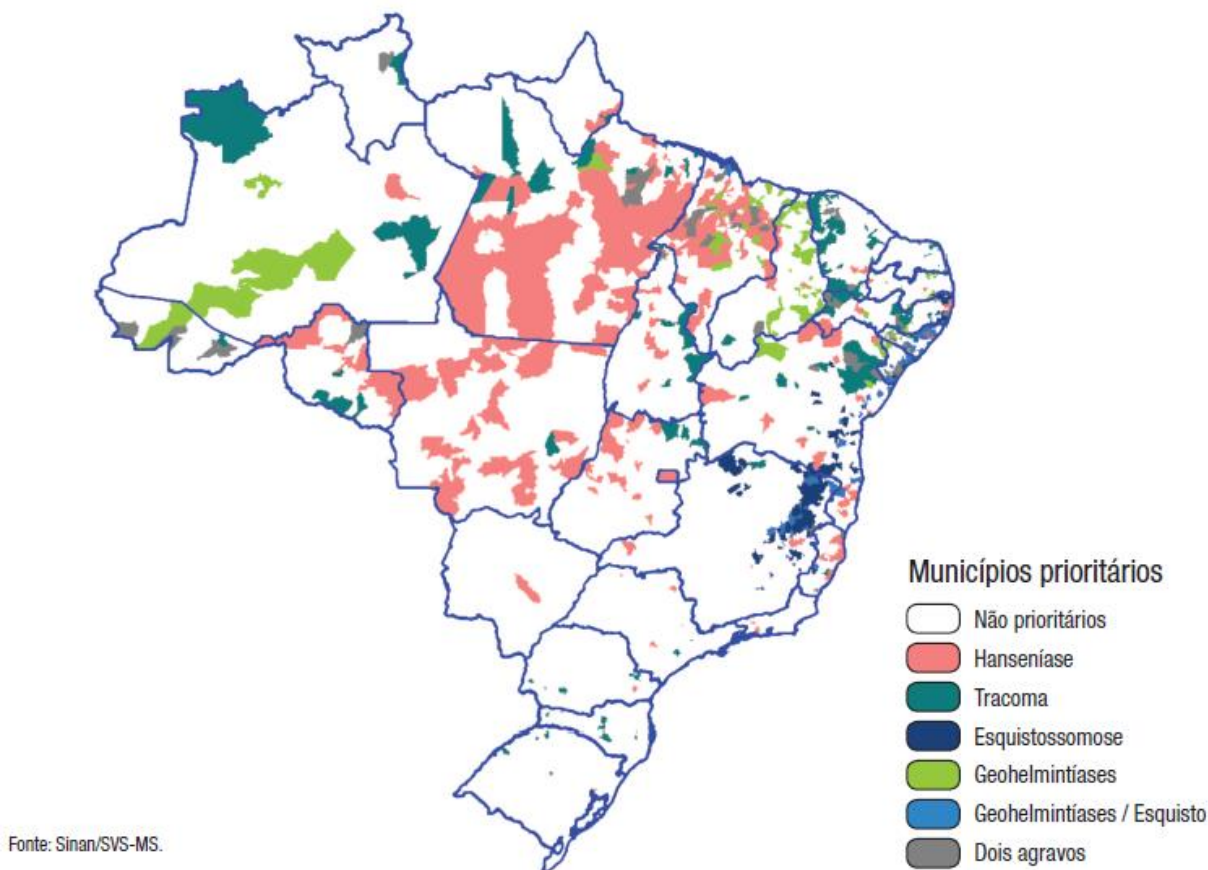 Municípios prioritários
Não prioritários
Hanseníase
Tracoma
Esquistossomose
Geohelmintíases
Geohelmintíases / Esquisto
Dois agravos
Fonte: Sinan/SVS-MS.